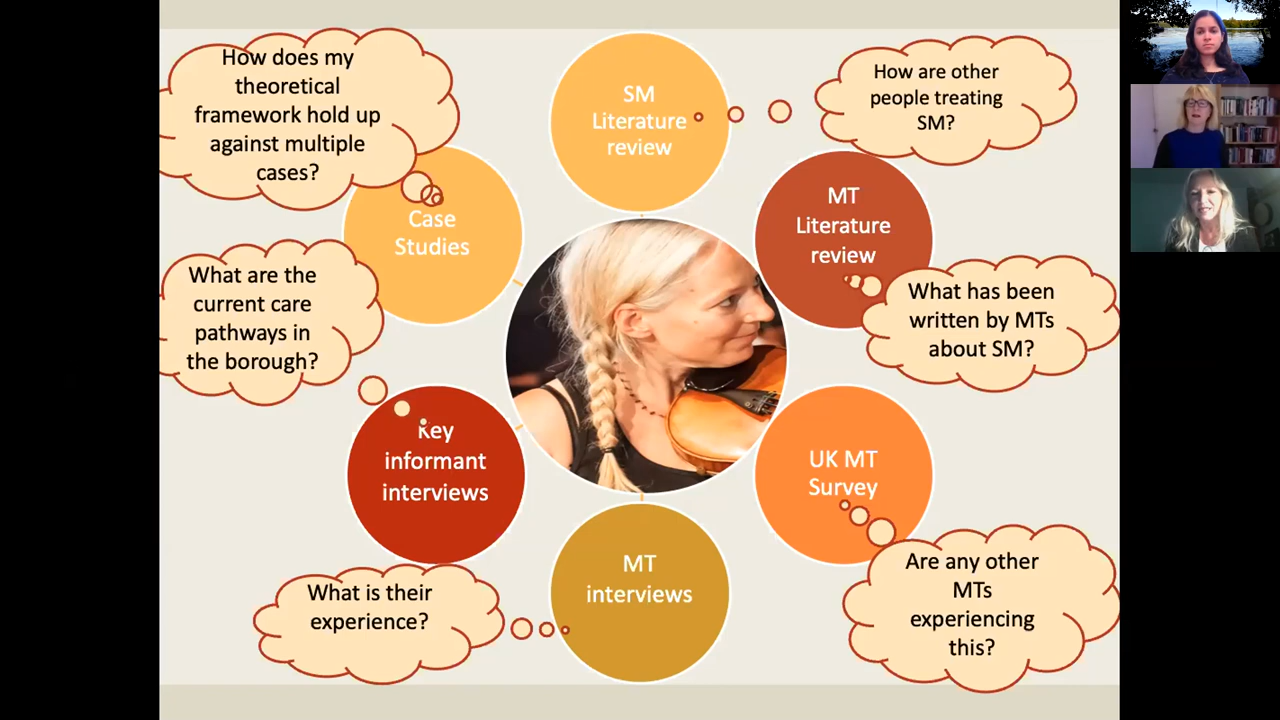 How does my
theoretical
framework hold up
against multiple
cases?
SM
Literature
review
How are other
people treating
SM?
MT
Literature
review
Case
Studies
What are the
current care
pathways in
the borough?
What has been
written by MTs
about SM?
Key
informant
interviews
UK MT
Survey
MT
interviews
What is their
experience?
Are any other
MTs
experiencing
this?